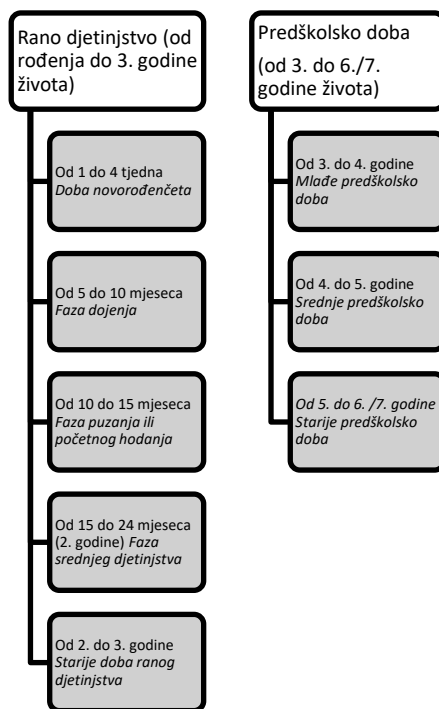 Rano djetinjstvo (od
rođenja do 3. godine
života)
Od 1 do 4 tjedna
Doba novorođenčeta
Od 5 do 10 mjeseca
Faza dojenja
Od 10 do 15 mjeseca
Faza puzanja ili
početnog hodanja
Od 15 do 24 mjeseca
(2. godine) Faza
srednjeg djetinjstva
Od 2. do 3. godine
Starije doba ranog
djetinjstva
Predškolsko doba
(od 3. do 6./7.
godine života)
Od 3. do 4. godine
Mlađe predškolsko
doba
Od 4. do 5. godine
Srednje predškolsko
doba
Od 5. do 6. /7. godine
Starije predškolsko
doba